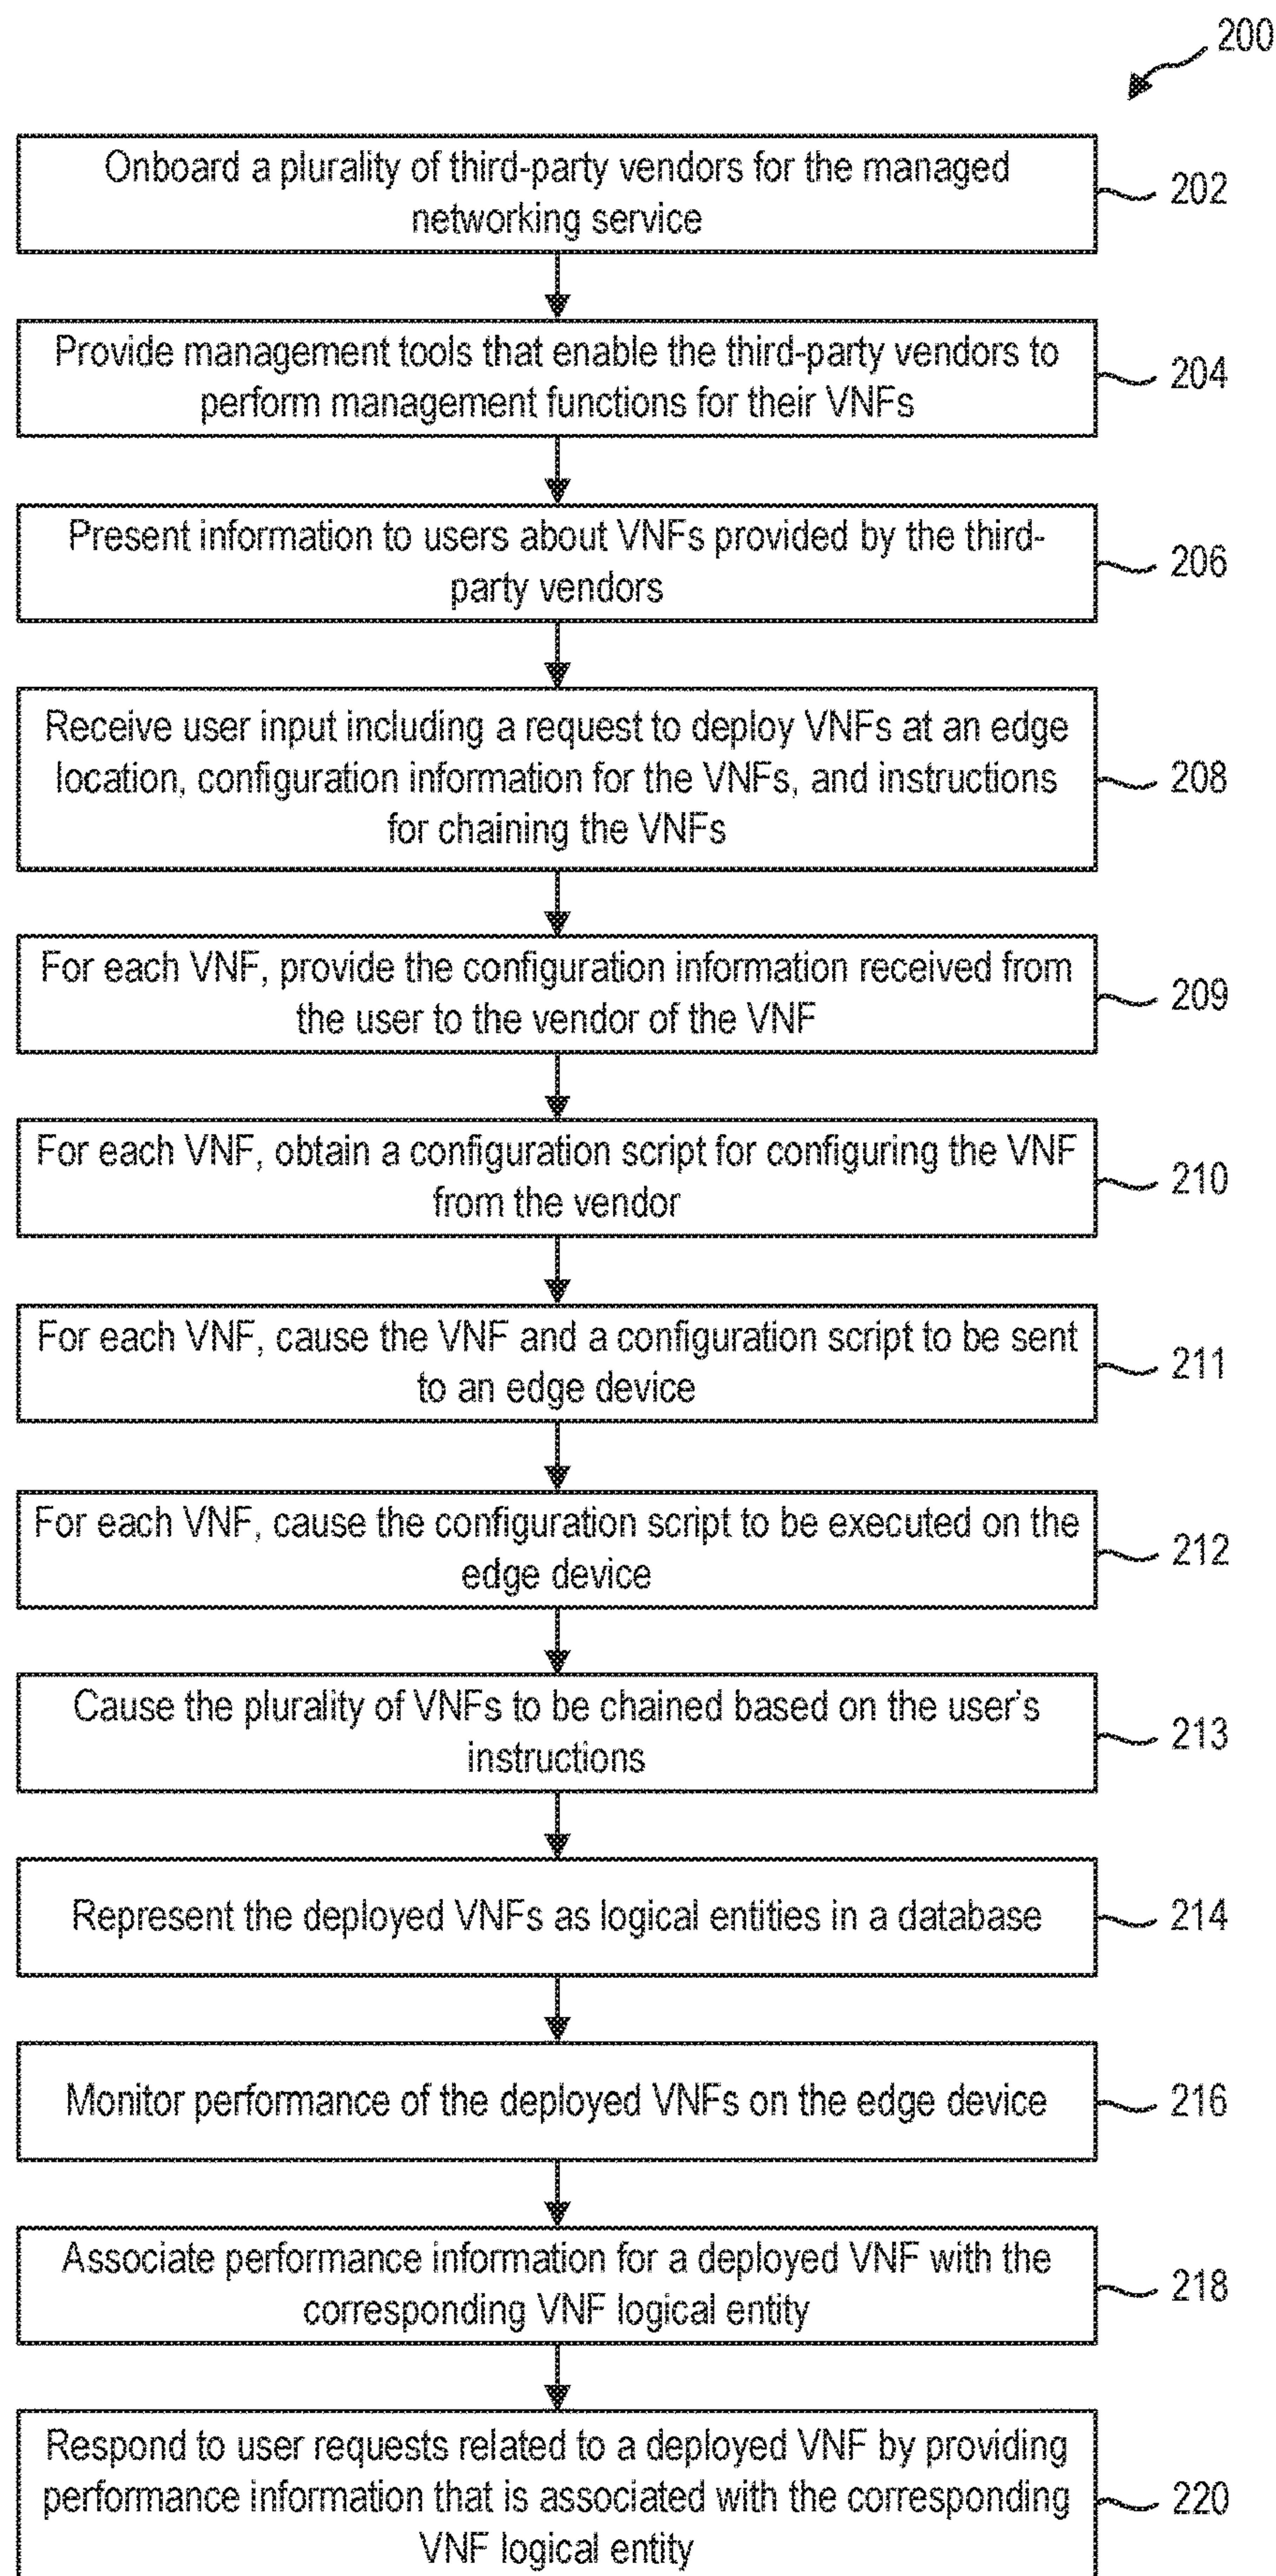 200
Onboard a plurality of third-party vendors for the managed
networking service
202
Provide management tools that enable the third-party vendors to
perform management functions for their VNFs
204
Present information to users about VNFs provided by the third-
party vendors
206
Receive user input including a request to deploy VNFs at an edge
location, configuration information for the VNFs, and instructions
for chaining the VNFs
208
For each VNF, provide the configuration information received from
the user to the vendor of the VNF
209
For each VNF, obtain a configuration script for configuring the VNF
from the vendor
210
For each VNF, cause the VNF and a configuration script to be sent
to an edge device
211
For each VNF, cause the configuration script to be executed on the
edge device
212
Cause the plurality of VNFs to be chained based on the user's
instructions
213
Represent the deployed VNFs as logical entities in a database
214
Monitor performance of the deployed VNFs on the edge device
216
Associate performance information for a deployed VNF with the
corresponding VNF logical entity
218
Respond to user requests related to a deployed VNF by providing
performance information that is associated with the corresponding
VNF logical entity
220